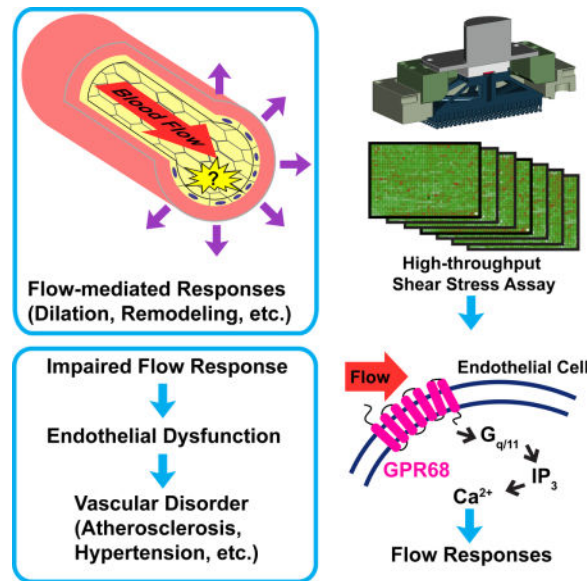 Blood Flow
?
Flow-mediated Responses
(Dilation, Remodeling, etc.)
Impaired Flow Response
Endothelial Dysfunction
Vascular Disorder
(Atherosclerosis,
Hypertension, etc.)
High-throughput
Shear Stress Assay
Flow
Endothelial Cell
GPR68
Gq/11
IP3
Ca2+
Flow Responses